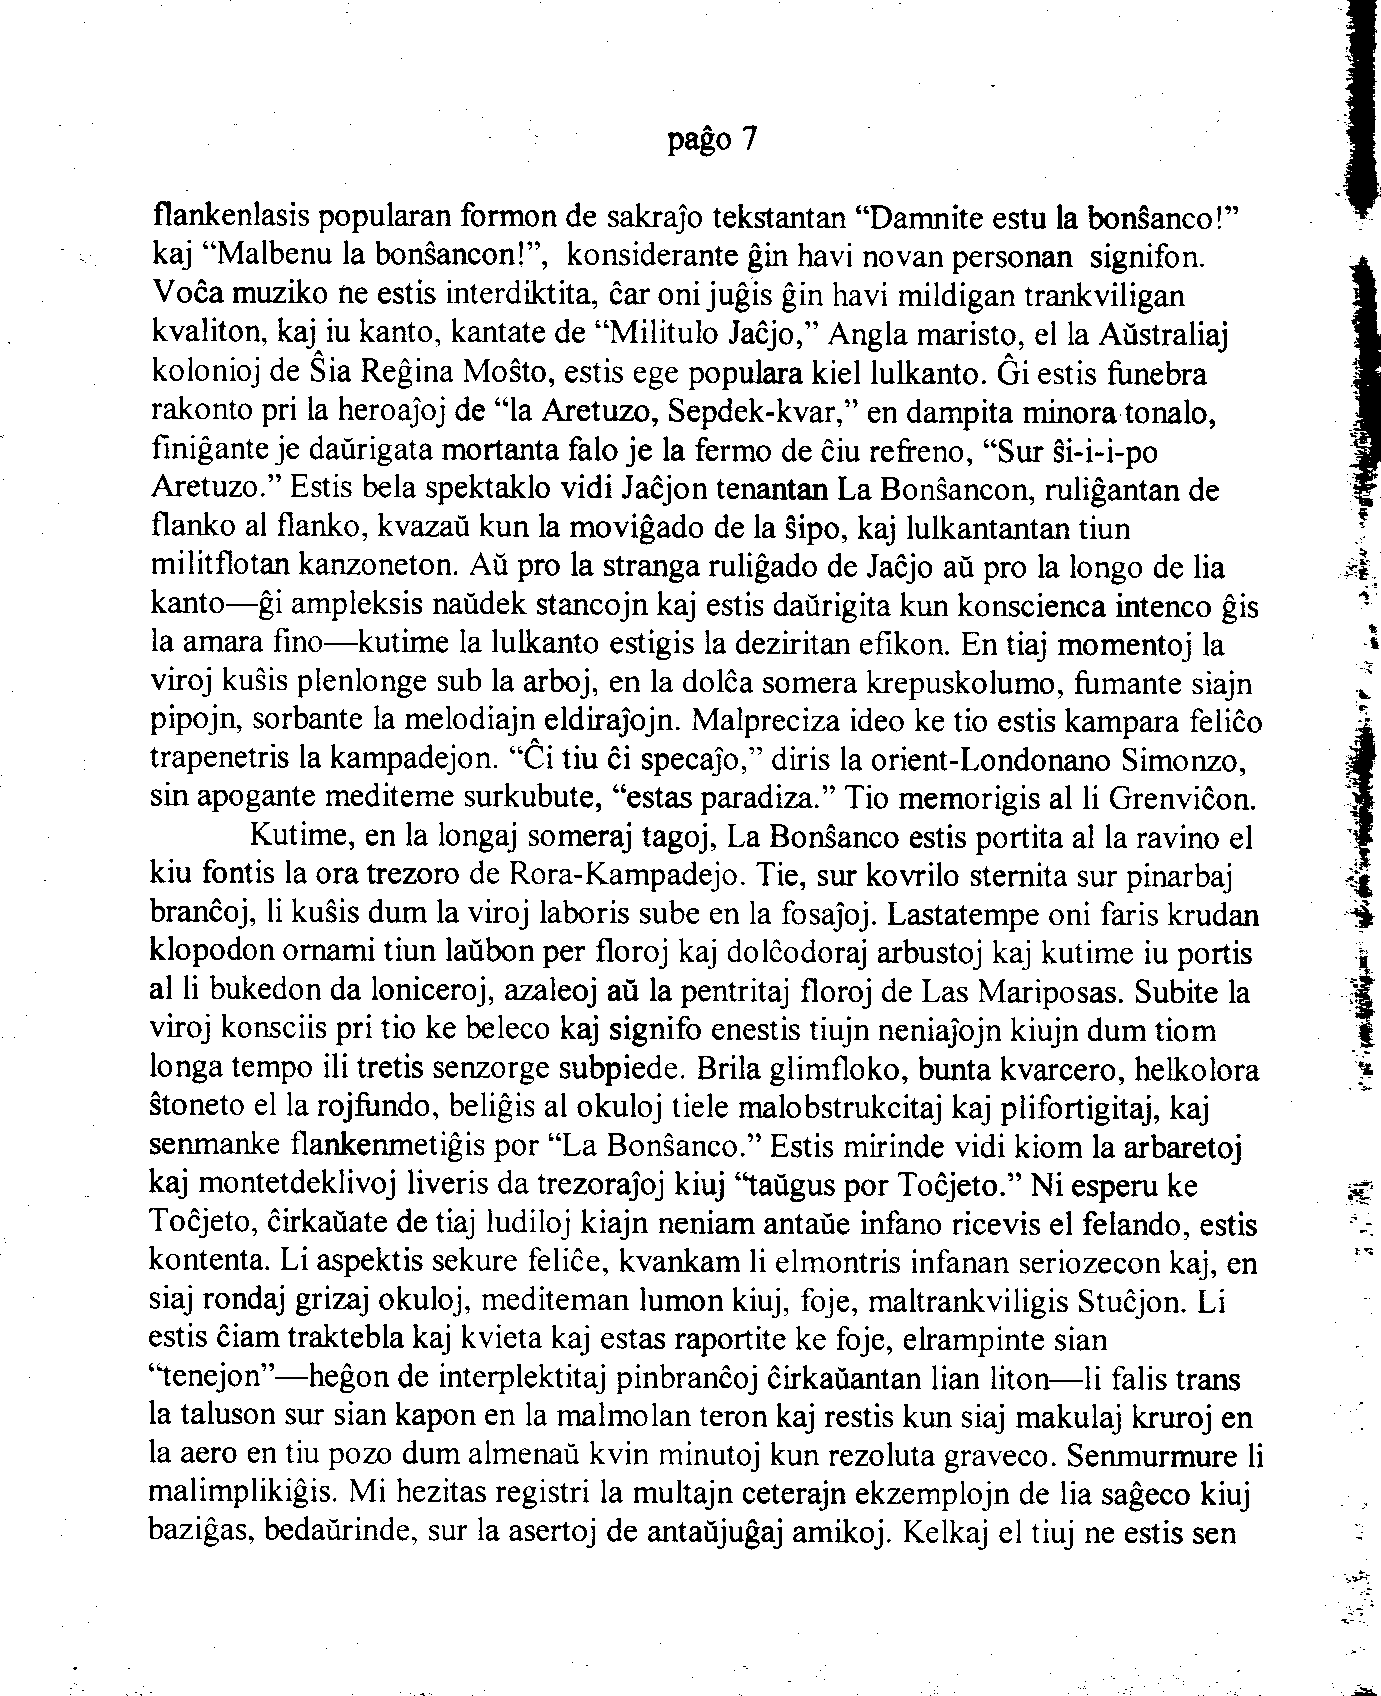 paĝo 7
flankenlasis popularan formon de sakraĵo tekstantan “Damnite estu la bonŝanco!”
kaj “Malbenu la bonŝancon!”, konsiderante ĝin havi novan personan signifon.
Voĉa muziko ne estis interdiktita, ĉar oni juĝis ĝin havi mildigan trankviligan
kvaliton, kaj iu kanto, kantate de “Militulo Jaĉjo,” Angla maristo, el la Aŭstraliaj
kolonioj de Ŝia Reĝina Moŝto, estis ege populara kiel lulkanto. Ĝi estis funebra
rakonto pri la heroaĵoj de “la Aretuzo, Sepdek-kvar,” en dampita minora tonalo,
finiĝante je daŭrigata mortanta falo je la fermo de ĉiu refreno, “Sur ŝi-i-i-po
Aretuzo.” Estis bela spektaklo vidi Jaĉjon tenantan La Bonŝancon, ruliĝantan de
flanko al flanko, kvazaŭ kun la moviĝado de la ŝipo, kaj lulkantantan tiun
militflotan kanzoneton. Aŭ pro la stranga ruliĝado de Jaĉjo aŭ pro la longo de lia
kanto—ĝi ampleksis naŭdek stancojn kaj estis daŭrigita kun konscienca intenco ĝis
la amara fino—kutime la lulkanto estigis la deziritan efikon. En tiaj momentoj la
viroj kuŝis plenlonge sub la arboj, en la dolĉa somera krepuskolumo, fumante siajn
pipojn, sorbante la melodiajn eldiraĵojn. Malpreciza ideo ke tio estis kampara feliĉo
trapenetris la kampadejon. “Ĉi tiu ĉi specaĵo,” diris la orient-Londonano Simonzo,
sin apogante mediteme surkubute, “estas paradiza.” Tio memorigis al li Grenviĉon.
Kutime, en la longaj someraj tagoj, La Bonŝanco estis portita al la ravino el
kiu fontis la ora trezoro de Rora-Kampadejo. Tie, sur kovrilo sternita sur pinarbaj
branĉoj, li kuŝis dum la viroj laboris sube en la fosaĵoj. Lastatempe oni faris krudan
klopodon ornami tiun laŭbon per floroj kaj dolĉodoraj arbustoj kaj kutime iu portis
al li bukedon da loniceroj, azaleoj aŭ la pentritaj floroj de Las Mariposas. Subite la
viroj konsciis pri tio ke beleco kaj signifo enestis tiujn neniaĵojn kiujn dum tiom
longa tempo ili tretis senzorge subpiede. Brila glimfloko, bunta kvarcero, helkolora
ŝtoneto el la rojfundo, beliĝis al okuloj tiele malobstrukcitaj kaj plifortigitaj, kaj
senmanke flankenmetiĝis por “La Bonŝanco.” Estis mirinde vidi kiom la arbaretoj
kaj montetdeklivoj liveris da trezoraĵoj kiuj “taŭgus por Toĉjeto.” Ni esperu ke
Toĉjeto, ĉirkaŭate de tiaj ludiloj kiajn neniam antaŭe infano ricevis el felando, estis
kontenta. Li aspektis sekure feliĉe, kvankam li elmontris infanan seriozecon kaj, en
siaj rondaj grizaj okuloj, mediteman lumon kiuj, foje, maltrankviligis Stuĉjon. Li
estis ĉiam traktebla kaj kvieta kaj estas raportite ke foje, elrampinte sian
“tenejon”—heĝon de interplektitaj pinbranĉoj ĉirkaŭantan lian liton—li falis trans
la taluson sur sian kapon en la malmolan teron kaj restis kun siaj makulaj kruroj en
la aero en tiu pozo dum almenaŭ kvin minutoj kun rezoluta graveco. Senmurmure li
malimplikiĝis. Mi hezitas registri la multajn ceterajn ekzemplojn de lia saĝeco kiuj
baziĝas, bedaŭrinde, sur la asertoj de antaŭjuĝaj amikoj. Kelkaj el tiuj ne estis sen